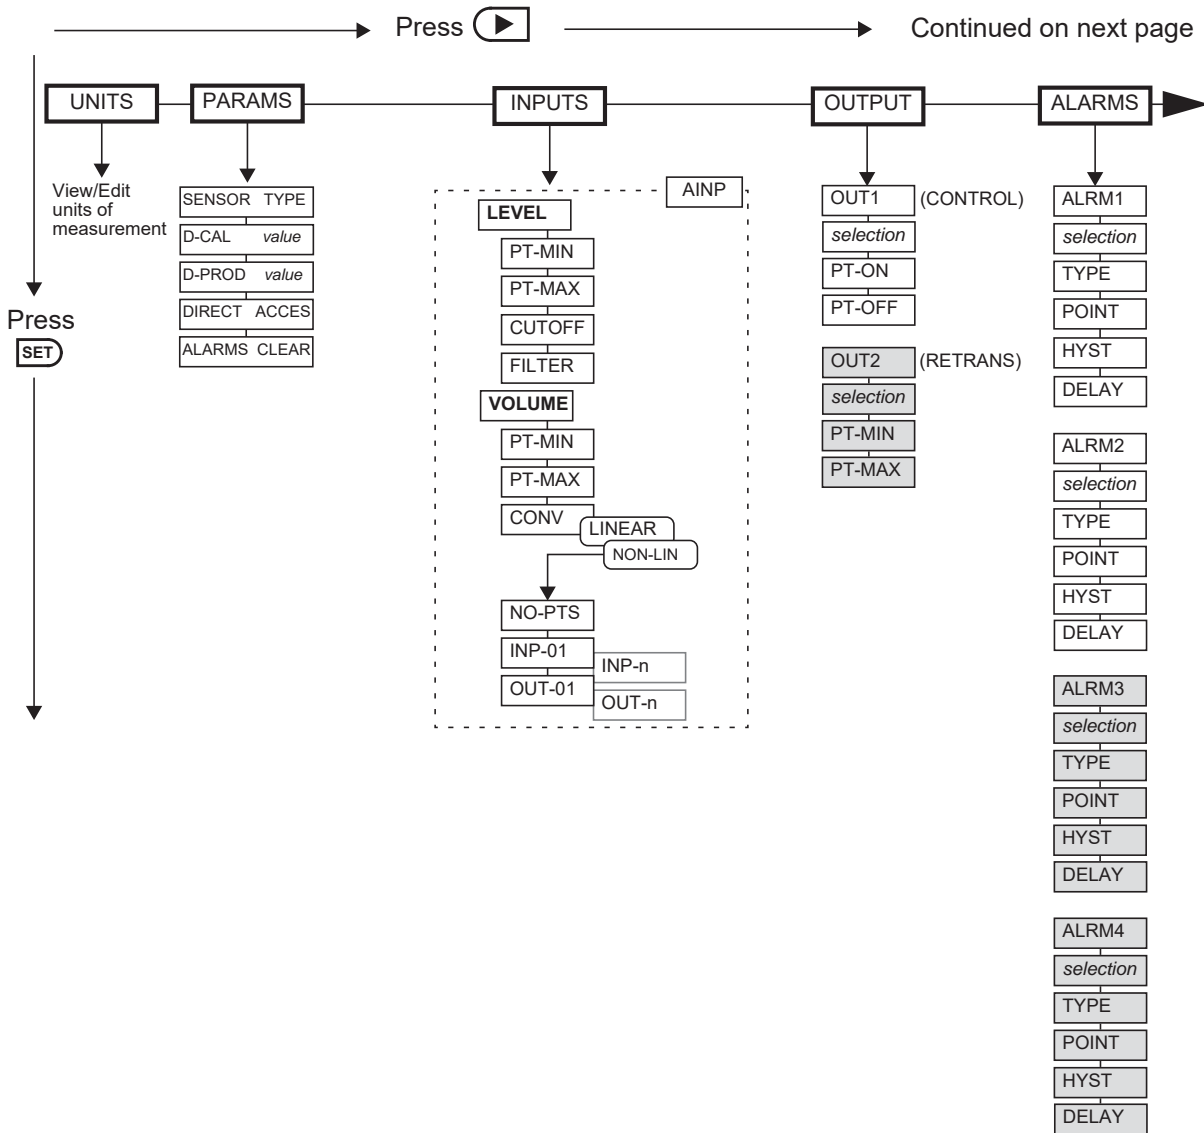 Press
Continued on next page
UNITS
PARAMS
INPUTS
OUTPUT
ALARMS
Press
SET
View/Edit
units of
measurement
SENSOR TYPE
D-CAL value
D-PROD value
DIRECT ACCES
ALARMS CLEAR
AINP
LEVEL
PT-MIN
PT-MAX
CUTOFF
FILTER
VOLUME
PT-MIN
PT-MAX
CONV
LINEAR
NON-LIN
NO-PTS
INP-01
INP-n
OUT-01
OUT-n
OUT1 (CONTROL)
selection
PT-ON
PT-OFF
OUT2 (RETRANS)
selection
PT-MIN
PT-MAX
ALRM1
selection
TYPE
POINT
HYST
DELAY
ALRM2
selection
TYPE
POINT
HYST
DELAY
ALRM3
selection
TYPE
POINT
HYST
DELAY
ALRM4
selection
TYPE
POINT
HYST
DELAY